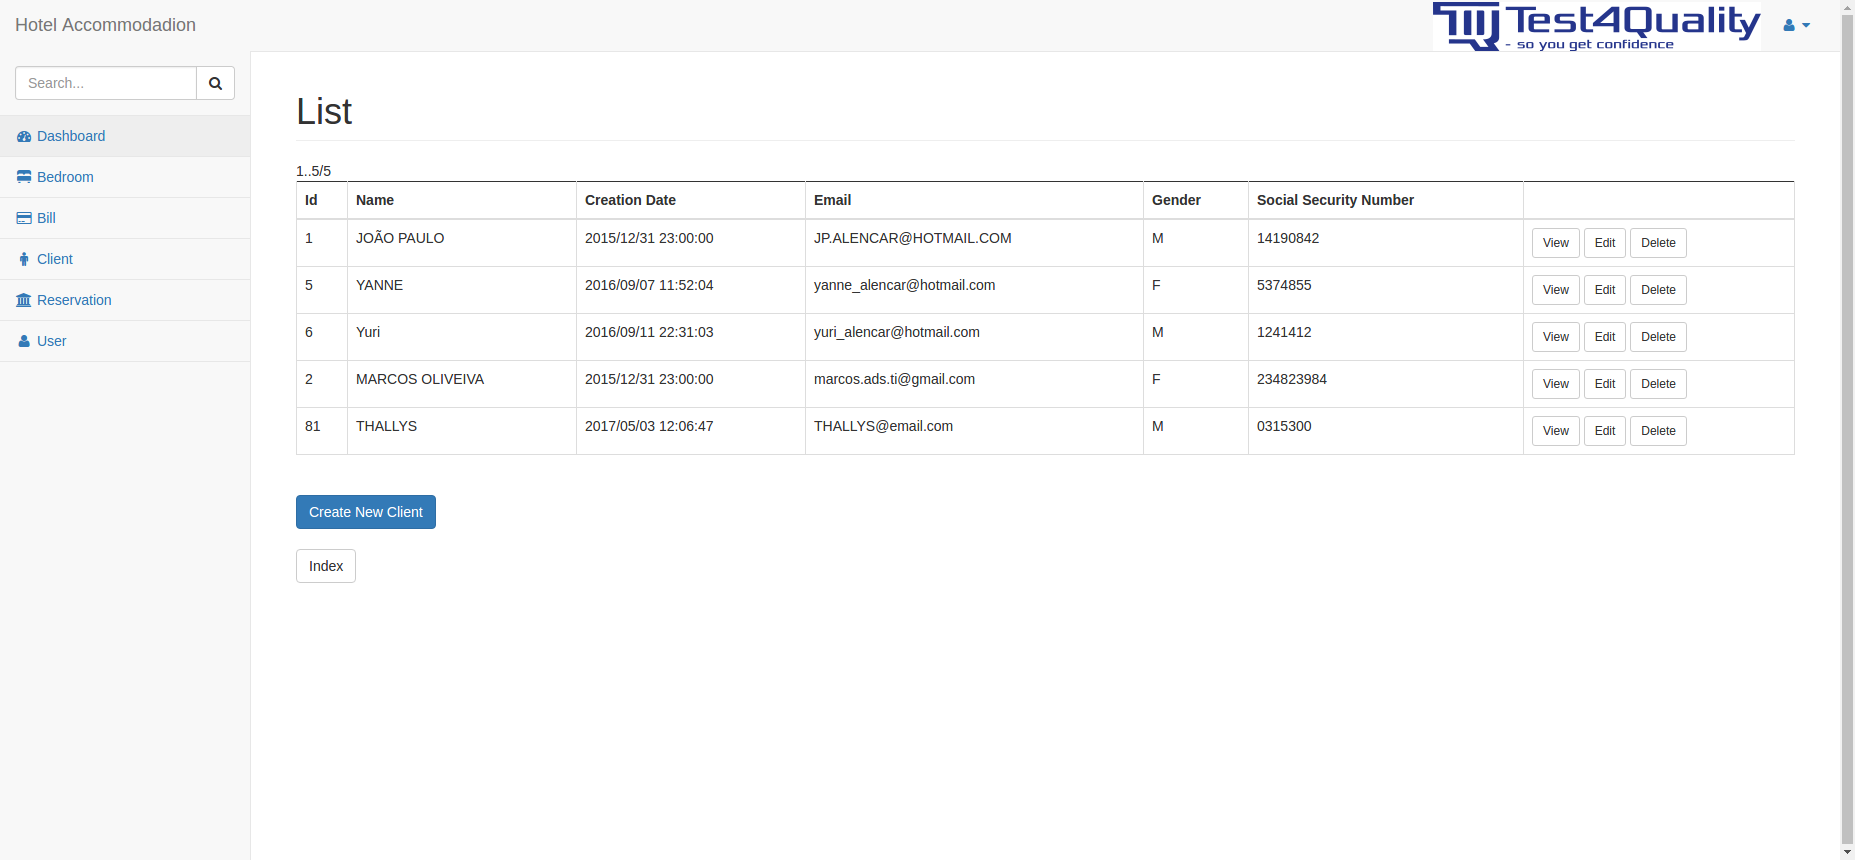 Hotel Accommodadion
Test4Quality
- so you get confidence
Search...
Dashboard
Bedroom
Bill
Client
Reservation
User
List
1..5/5
Id Name Creation Date Email Gender Social Security Number
1 JOÃO PAULO 2015/12/31 23:00:00 JP.ALENCAR@HOTMAIL.COM M 14190842 View Edit Delete
5 YANNE 2016/09/07 11:52:04 yanne_alencar@hotmail.com F 5374855 View Edit Delete
6 Yuri 2016/09/11 22:31:03 yuri_alencar@hotmail.com M 1241412 View Edit Delete
2 MARCOS OLIVEIVA 2015/12/31 23:00:00 marcos.ads.ti@gmail.com F 234823984 View Edit Delete
81 THALLYS 2017/05/03 12:06:47 THALLYS@email.com M 0315300 View Edit Delete
Create New Client
Index